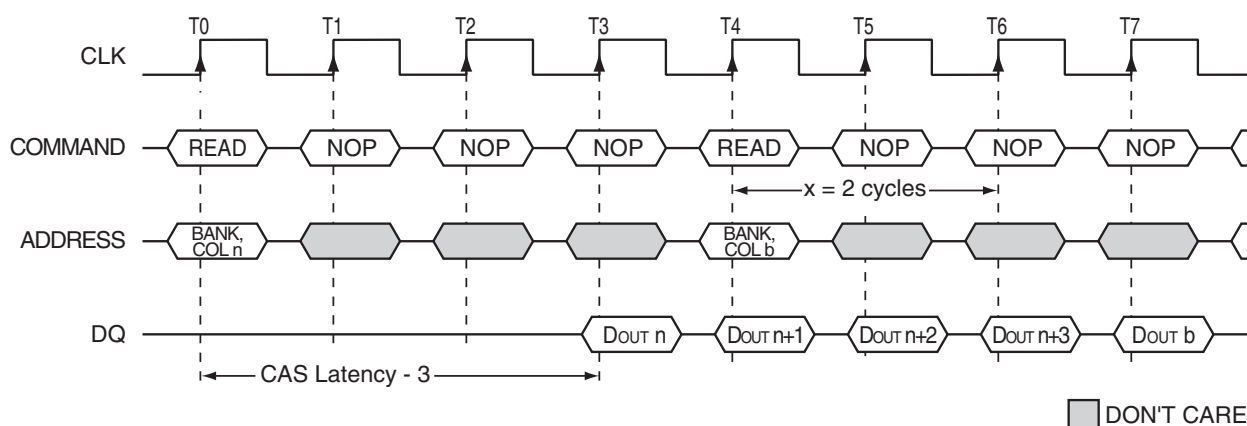 T0 T1 T2 T3 T4 T5 T6 T7
CLK
COMMAND READ NOP NOP NOP READ NOP NOP NOP
x = 2 cycles
ADDRESS BANK, COL n BANK, COL b
DQ DOUT n DOUT n+1 DOUT n+2 DOUT n+3 DOUT b
CAS Latency - 3
DON'T CARE